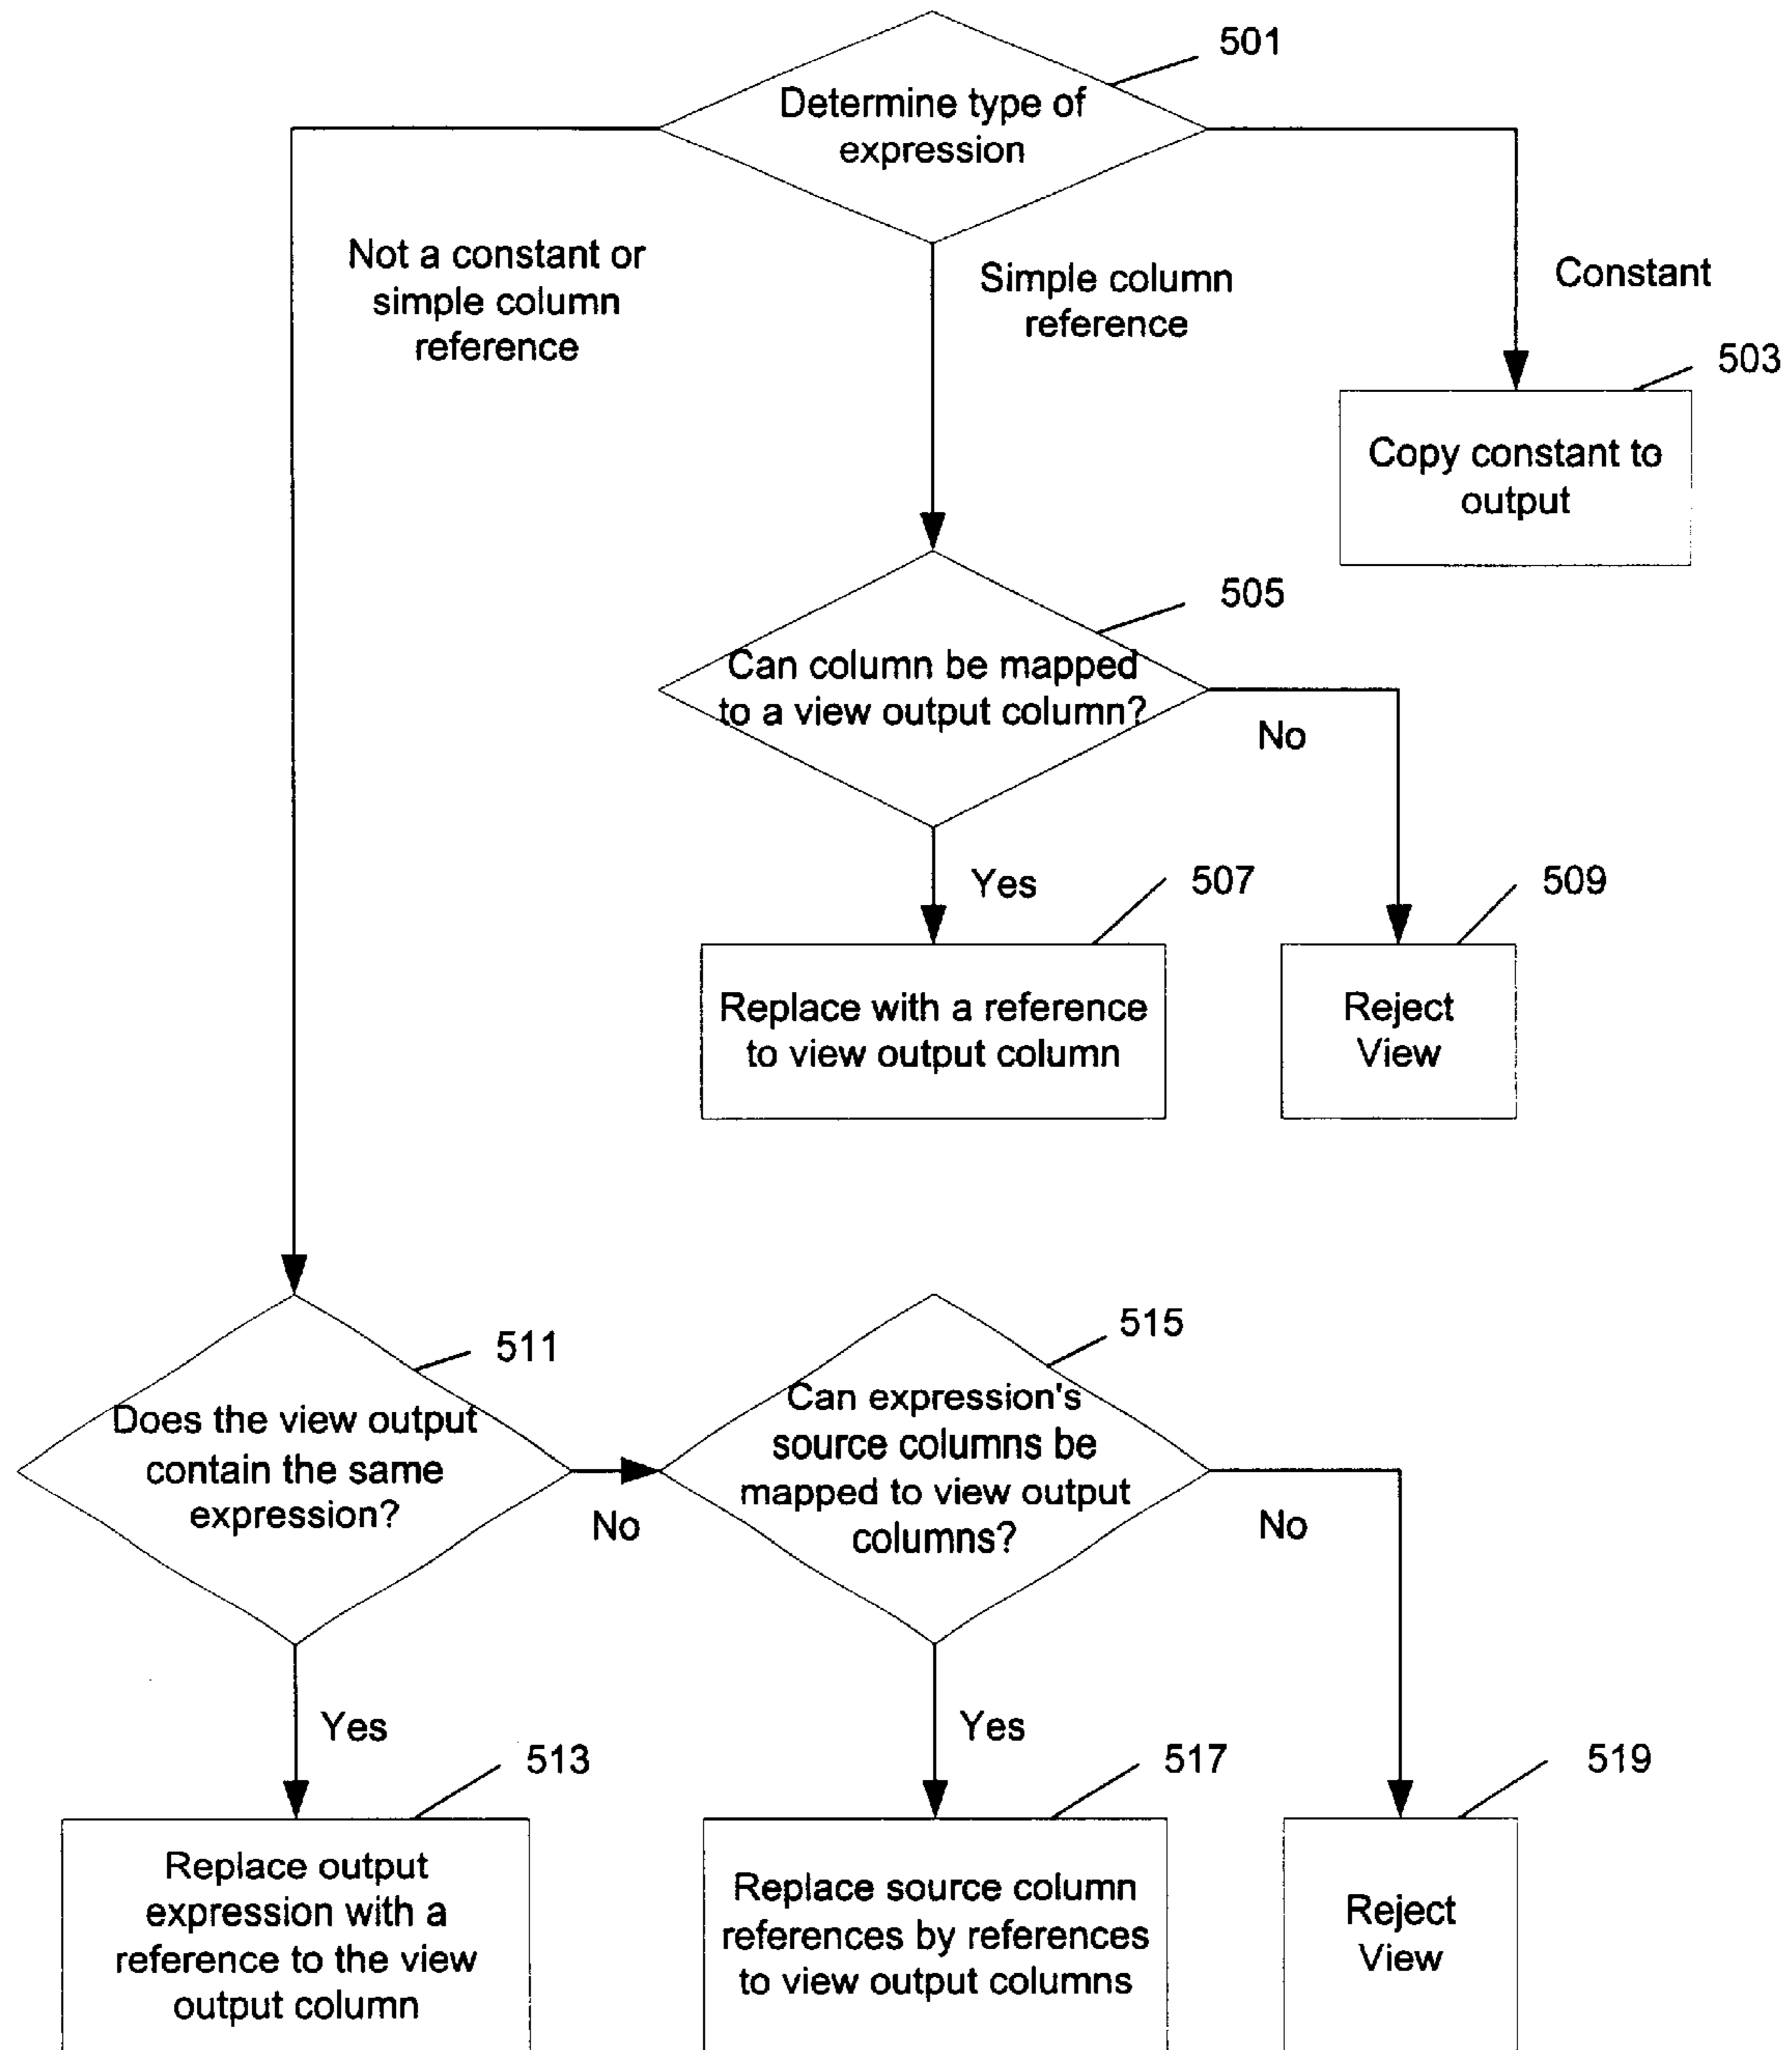 501
Determine type of
expression
Not a constant or
simple column
reference
Simple column
reference
Constant
503
Copy constant to
output
505
Can column be mapped
to a view output column?
No
Yes
507
509
Replace with a reference
to view output column
Reject
View
511
515
Does the view output
contain the same
expression?
No
Can expression's
source columns be
mapped to view output
columns?
No
Yes
513
Yes
517
519
Replace output
expression with a
reference to the view
output column
Replace source column
references by references
to view output columns
Reject
View